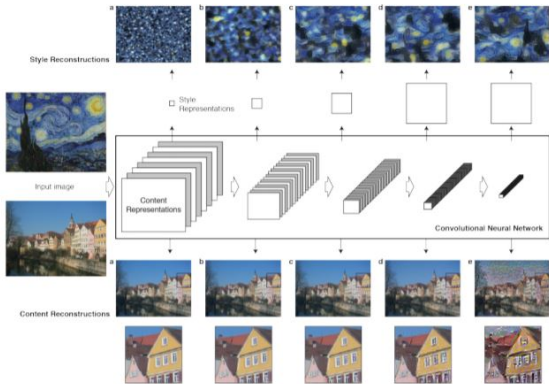 a b c d e
Style Reconstructions
Style
Representations
Input image
Content
Representations
Convolutional Neural Network
a b c d e
Content Reconstructions